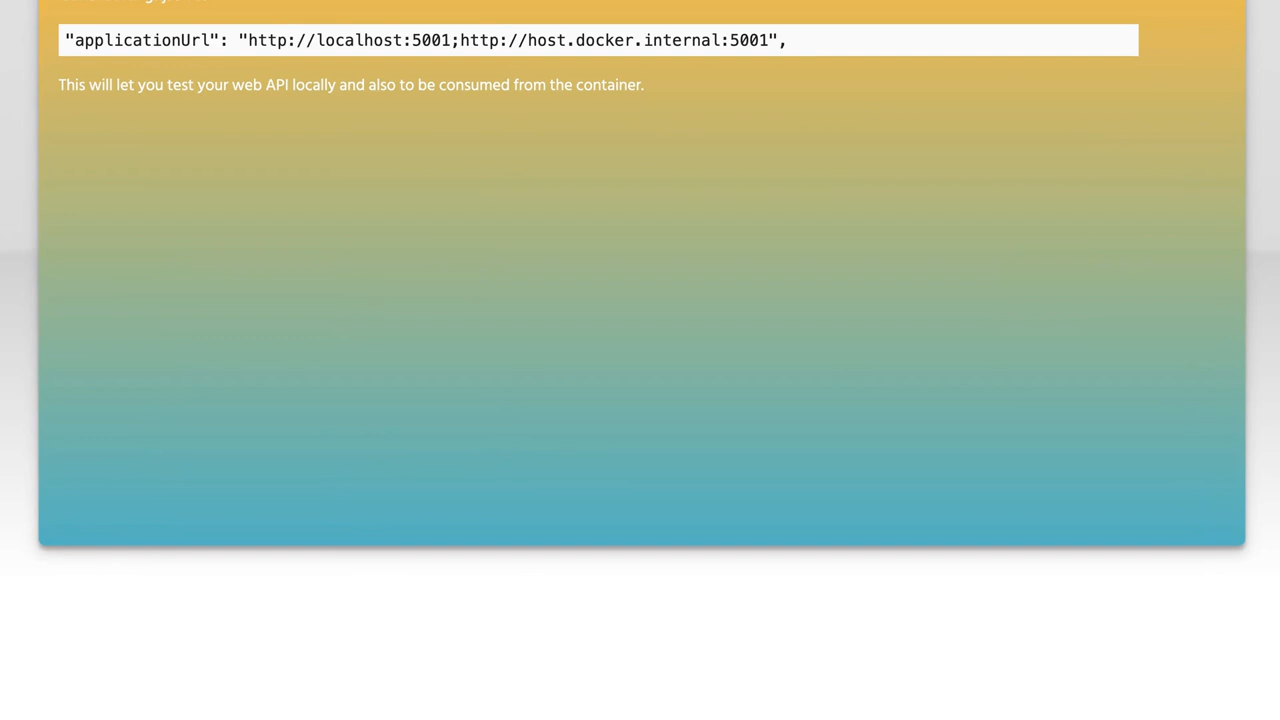 "applicationUrl": "http://localhost:5001;http://host.docker.internal:5001",
This will let you test your web API locally and also to be consumed from the container.